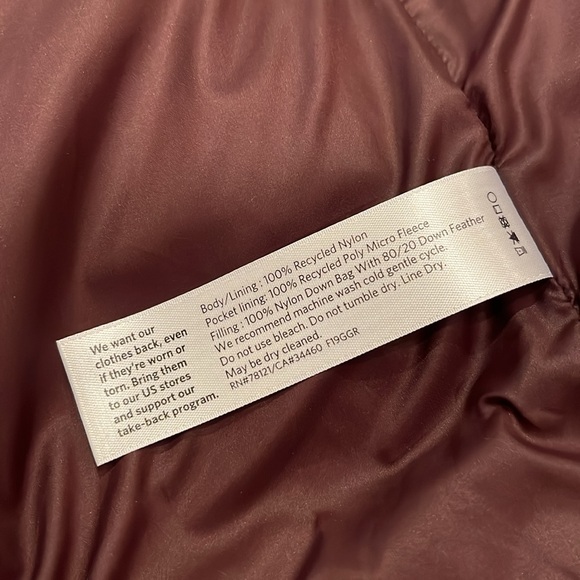 We want our
clothes back, even
if they're worn or
torn. Bring them
to our US stores
and support our
take-back program.
Body/Lining : 100% Recycled Nylon
Pocket lining: 100% Recycled Poly Micro Fleece
Filling : 100% Nylon Down Bag With 80/20 Down Feather
We recommend machine wash cold gentle cycle.
Do not use bleach. Do not tumble dry. Line Dry.
May be dry cleaned.
RN#78121/CA#34460 F19GGR